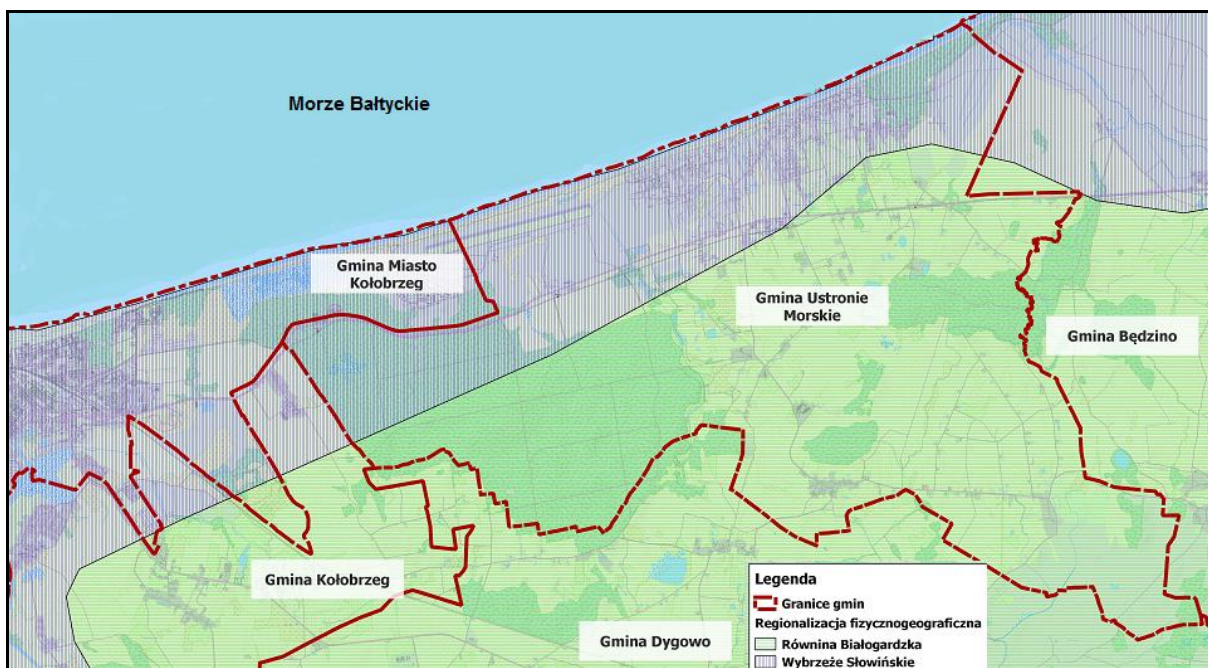 Morze Bałtyckie
Gmina Miasto
Kołobrzeg
Gmina Ustronie
Morskie
Gmina Będzino
Gmina Kołobrzeg
Gmina Dygowo
Legenda
Granice gmin
Regionalizacja fizycznogeograficzna
Równina Białogardzka
Wybrzeże Słowińskie